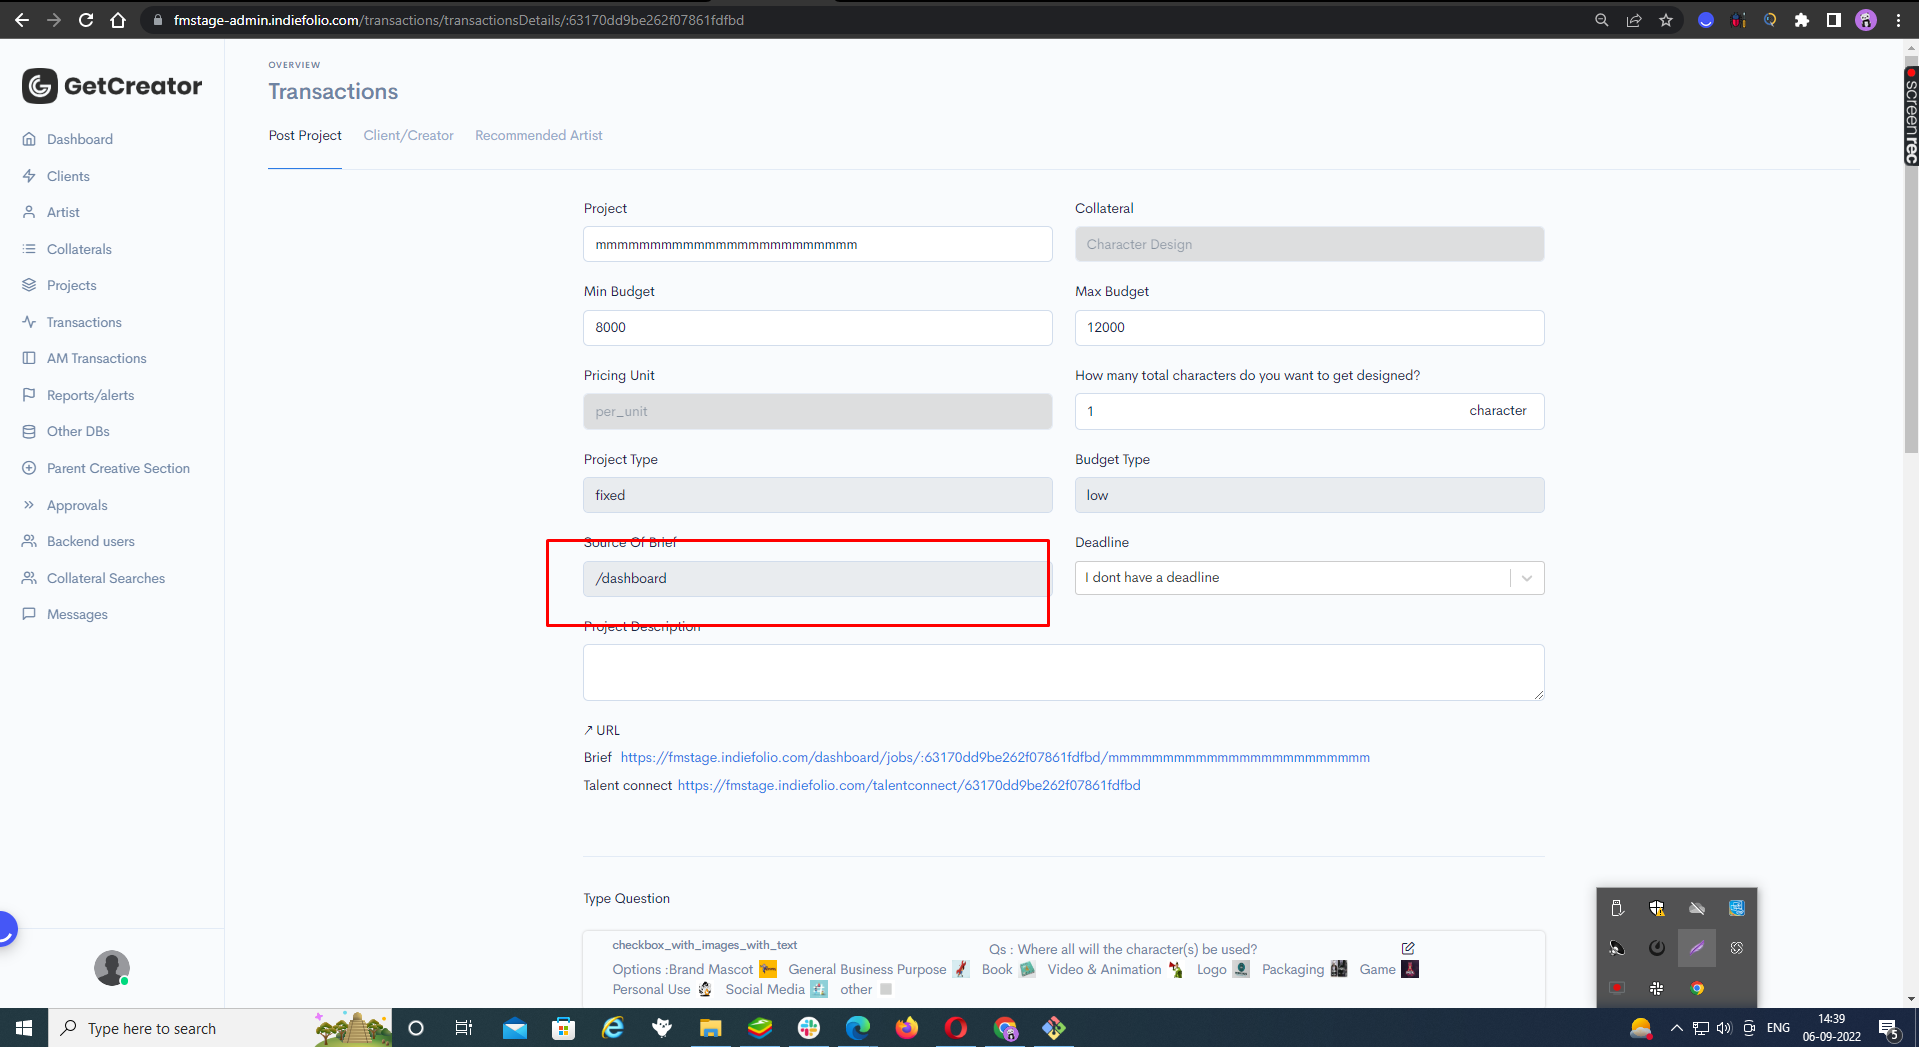 fmstage-admin.indiefolio.com/transactions/transactionsDetails/:63170dd9be262f07861fdfbd
GetCreator
Dashboard
Clients
Artist
Collaterals
Projects
Transactions
AM Transactions
Reports/alerts
Other DBs
Parent Creative Section
Approvals
Backend users
Collateral Searches
Messages
OVERVIEW
Transactions
Post Project Client/Creator Recommended Artist
Project Collateral
mmmmmmmmmmmmmmmmmmmmmmmm Character Design
Min Budget Max Budget
8000 12000
Pricing Unit How many total characters do you want to get designed?
per_unit 1 character
Project Type Budget Type
fixed low
Source Of Brief Deadline
/dashboard I dont have a deadline
Project Description
↗ URL
Brief https://fmstage.indiefolio.com/dashboard/jobs/:63170dd9be262f07861fdfbd/mmmmmmmmmmmmmmmmmmmmmmmm
Talent connect https://fmstage.indiefolio.com/talentconnect/63170dd9be262f07861fdfbd
Type Question
checkbox_with_images_with_text Qs : Where all will the character(s) be used?
Options :Brand Mascot General Business Purpose Book Video & Animation Logo Packaging Game
Personal Use Social Media other
screenrec
Type here to search
ENG
14:39
06-09-2022
5